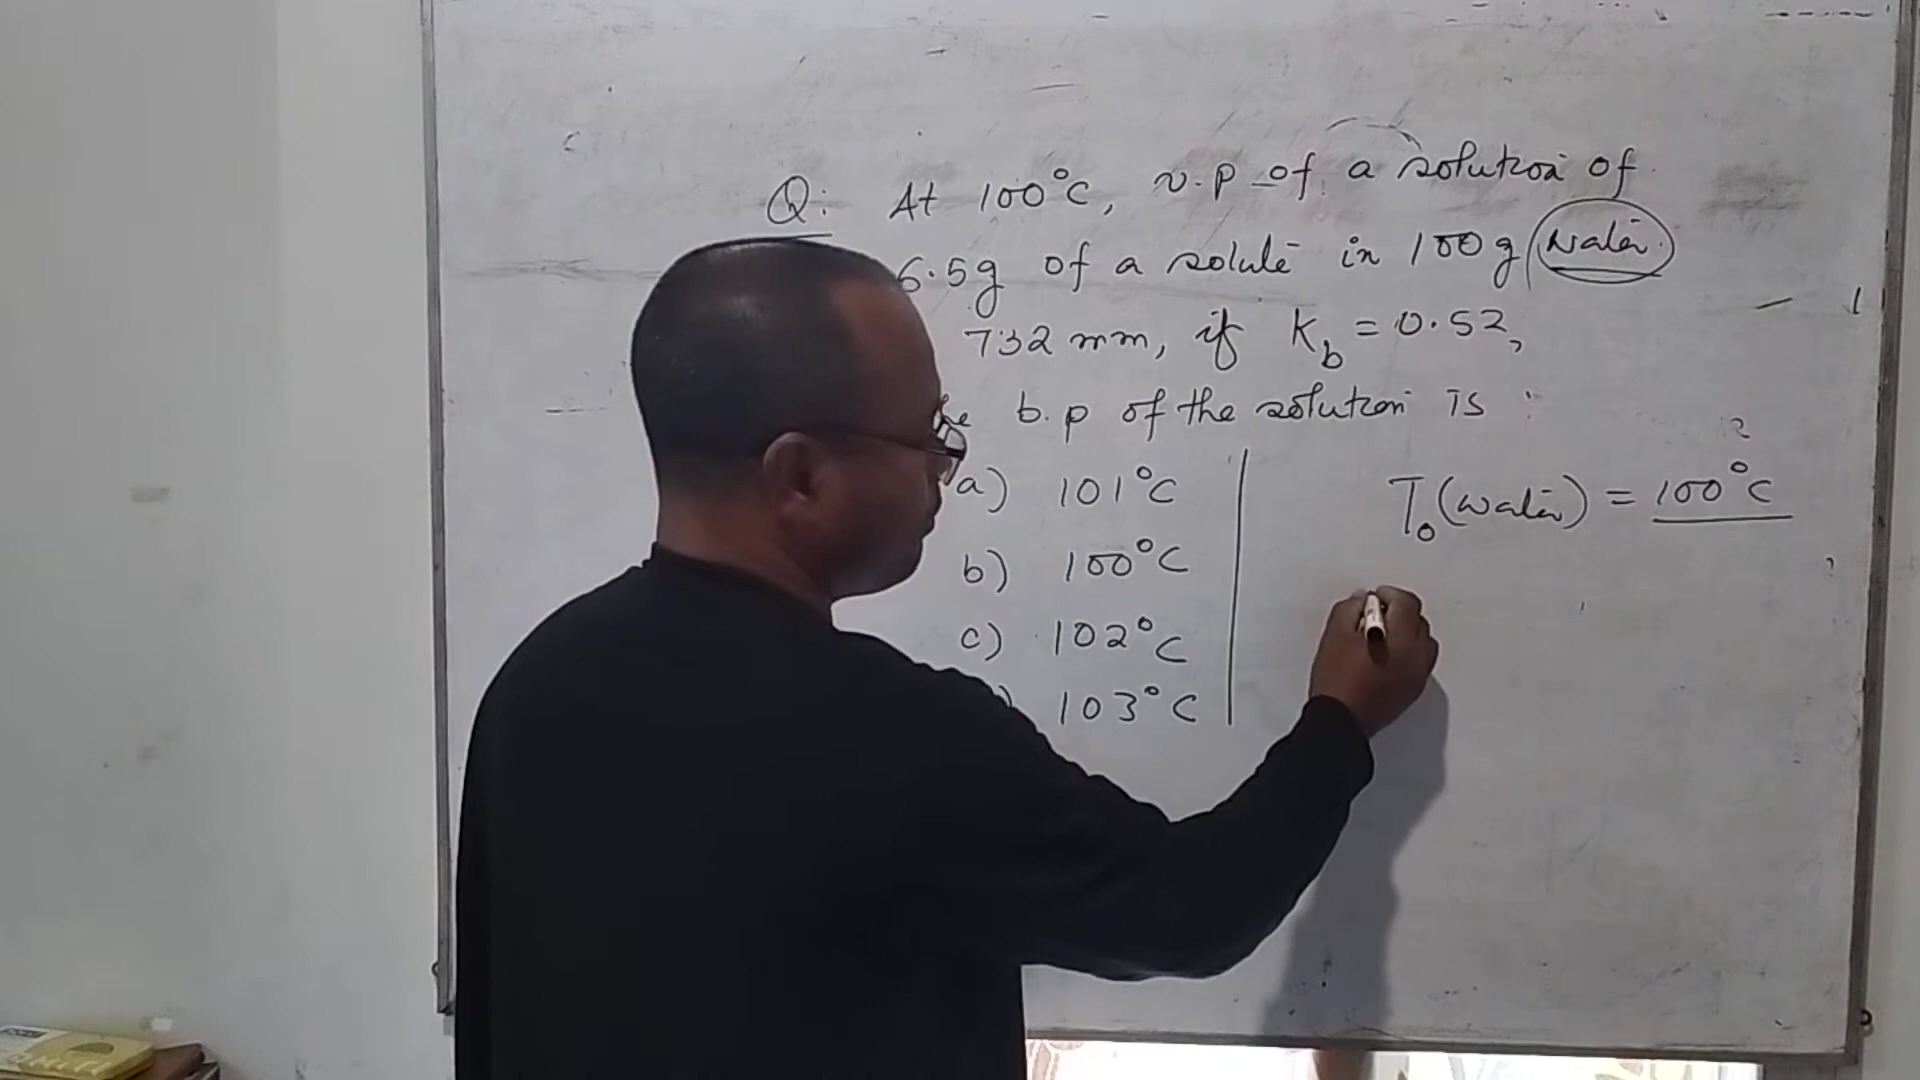 Q: At 100°C, v.p of a solution of
6.5g of a solute in 100g water
732 mm, if Kb = 0.52,
b.p of the solution is :
a) 101°C
b) 100°C
c) 102°C
) 103°C
T0(water) = 100°C